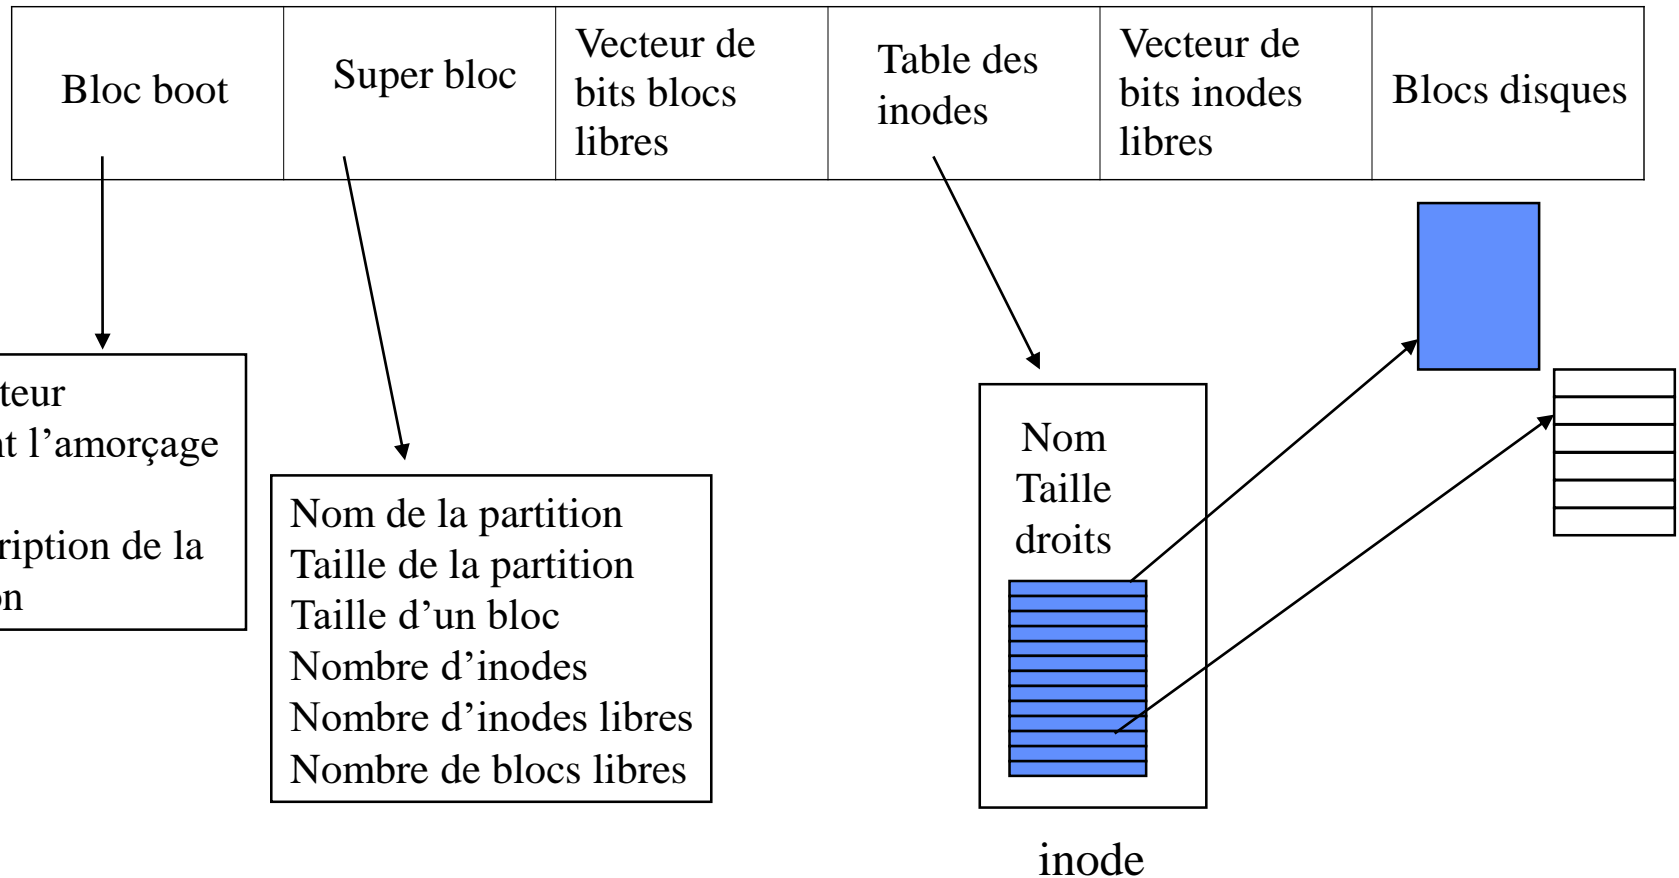 Bloc boot
Super bloc
Vecteur de
bits blocs
libres
Table des
inodes
Vecteur de
bits inodes
libres
Blocs disques
l’amorçage
de la
Nom de la partition
Taille de la partition
Taille d’un bloc
Nombre d’inodes
Nombre d’inodes libres
Nombre de blocs libres
Nom
Taille
droits
inode